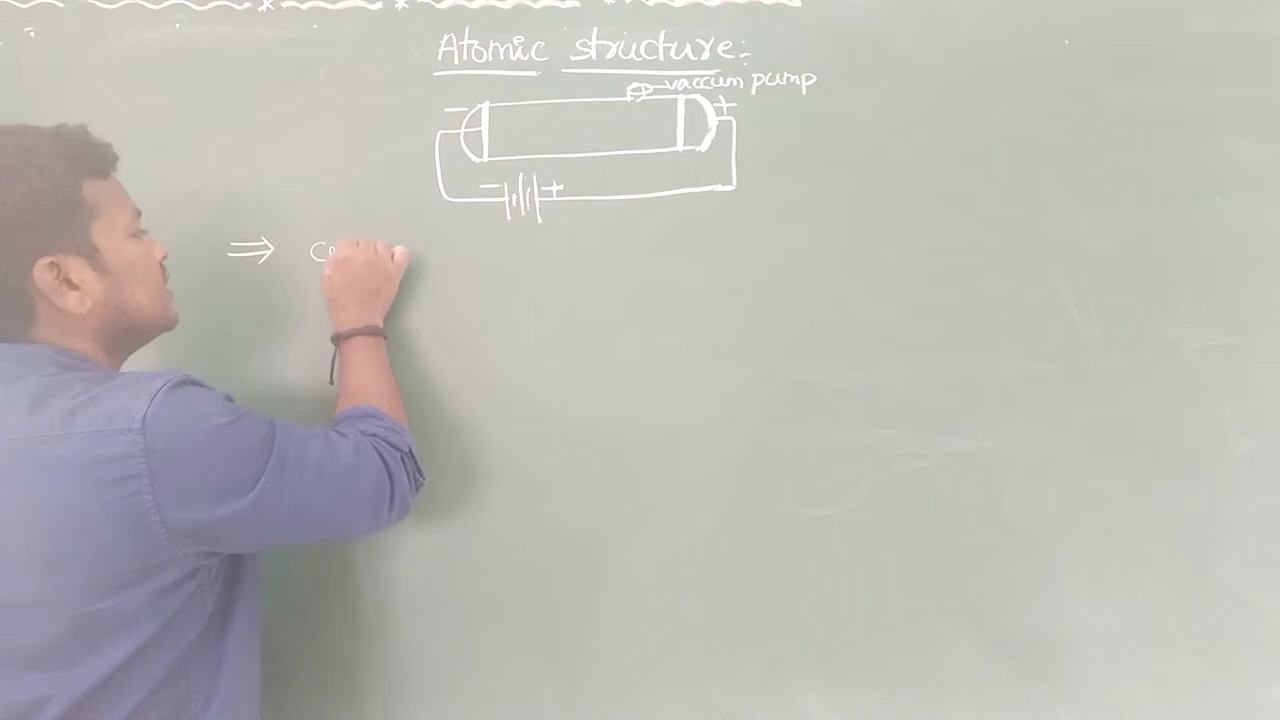 Atomic structure:-
vaccum pump
- +
- +
⇒